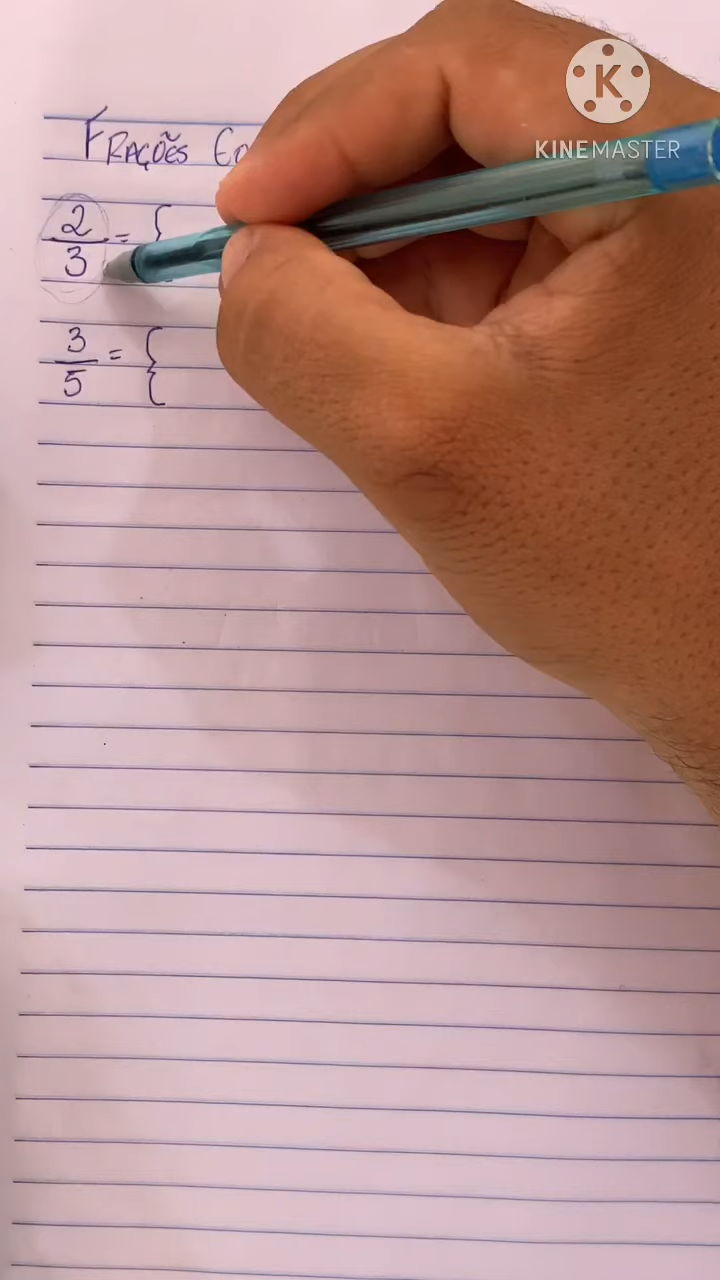 KINEMASTER
FRAÇÕES
2/3 = {
3/5 = {